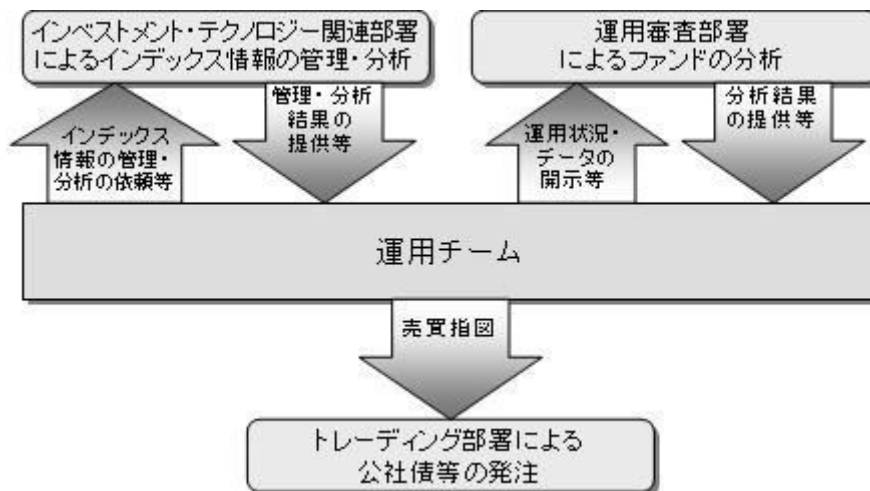 インベストメント・テクノロジー関連部署
によるインデックス情報の管理・分析
運用審査部署
によるファンドの分析
インデックス
情報の管理・
分析の依頼等
管理・分析
結果の
提供等
運用状況・
データの
開示等
分析結果
の提供等
運用チーム
売買指図
トレーディング部署による
公社債等の発注